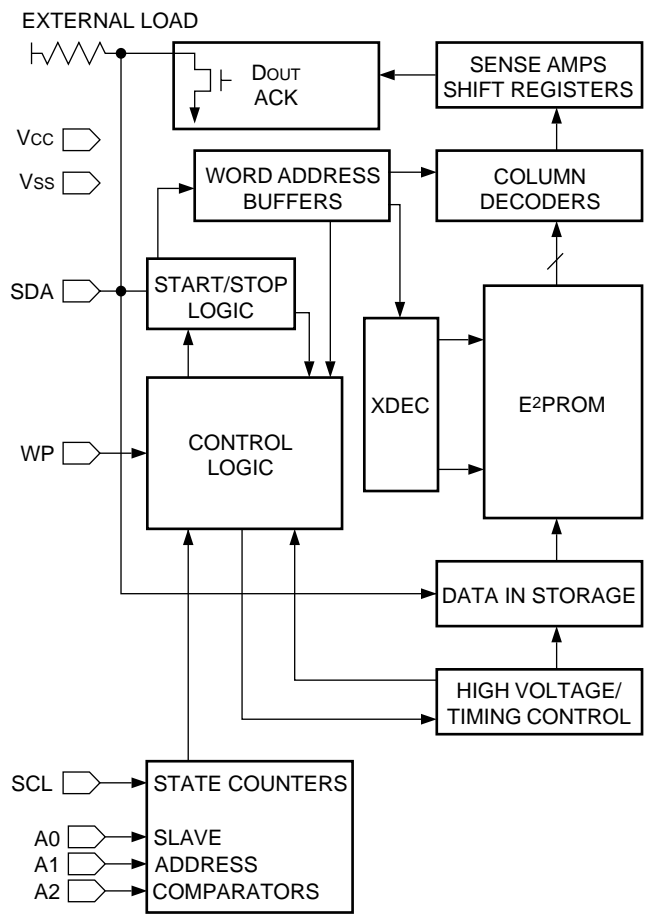 EXTERNAL LOAD
DOUT
ACK
SENSE AMPS
SHIFT REGISTERS
VCC
VSS
WORD ADDRESS
BUFFERS
COLUMN
DECODERS
SDA
START/STOP
LOGIC
XDEC
E2PROM
WP
CONTROL
LOGIC
DATA IN STORAGE
HIGH VOLTAGE/
TIMING CONTROL
SCL
STATE COUNTERS
A0
SLAVE
A1
ADDRESS
A2
COMPARATORS